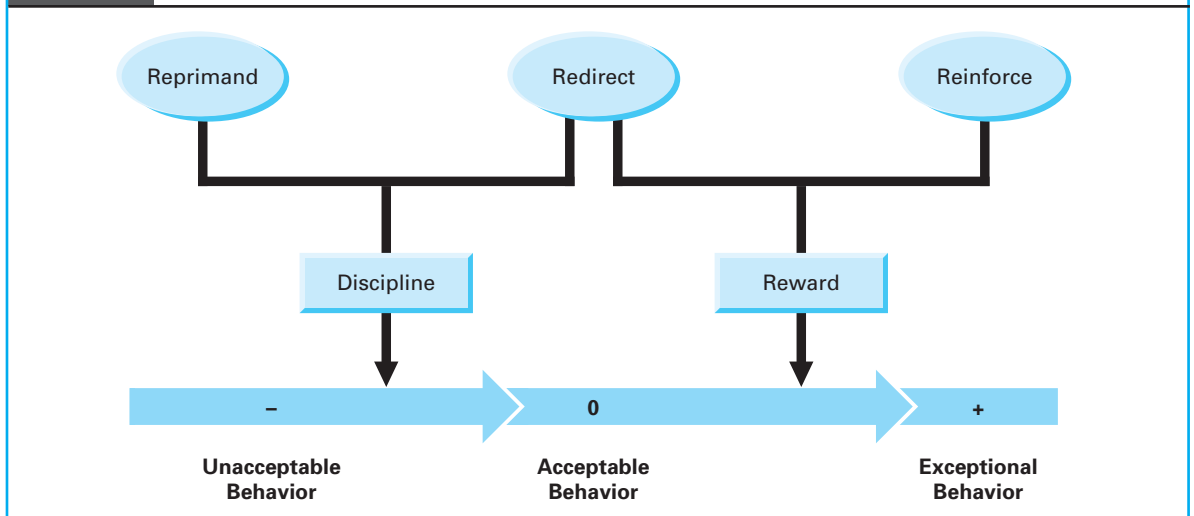 Reprimand
Redirect
Reinforce
Discipline
Reward
–
0
+
Unacceptable
Behavior
Acceptable
Behavior
Exceptional
Behavior